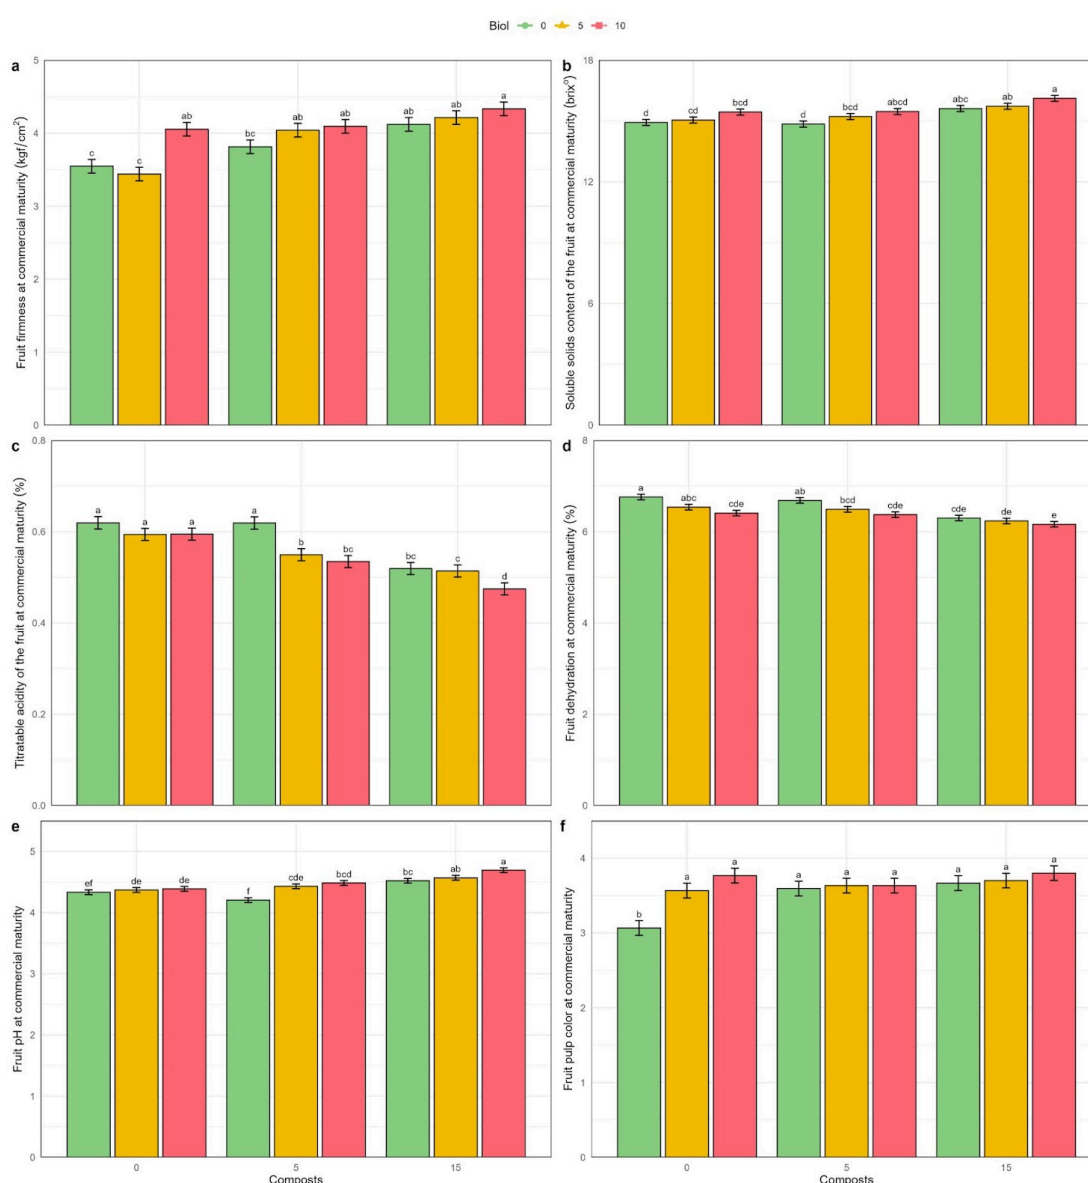 Biol 0 5 10
a
Fruit firmness at commercial maturity (kgf/cm²)
5
4
3
2
1
0
c c ab bc ab ab ab ab a
b
Soluble solids content of the fruit at commercial maturity (brixº)
18
15
12
6
0
d cd bcd d bcd abcd abc ab a
c
Titratable acidity of the fruit at commercial maturity (%)
0.8
0.6
0.4
0.2
0.0
a a a a b bc bc c d
d
Fruit dehydration at commercial maturity (%)
8
6
4
2
0
a abc cde ab bcd cde cde de e
e
Fruit pH at commercial maturity
5
4
3
2
1
0
ef de de f cde bcd bc ab a
0 5 15
Composts
f
Fruit pulp color at commercial maturity
4
3
2
1
0
b a a a a a a a a
0 5 15
Composts